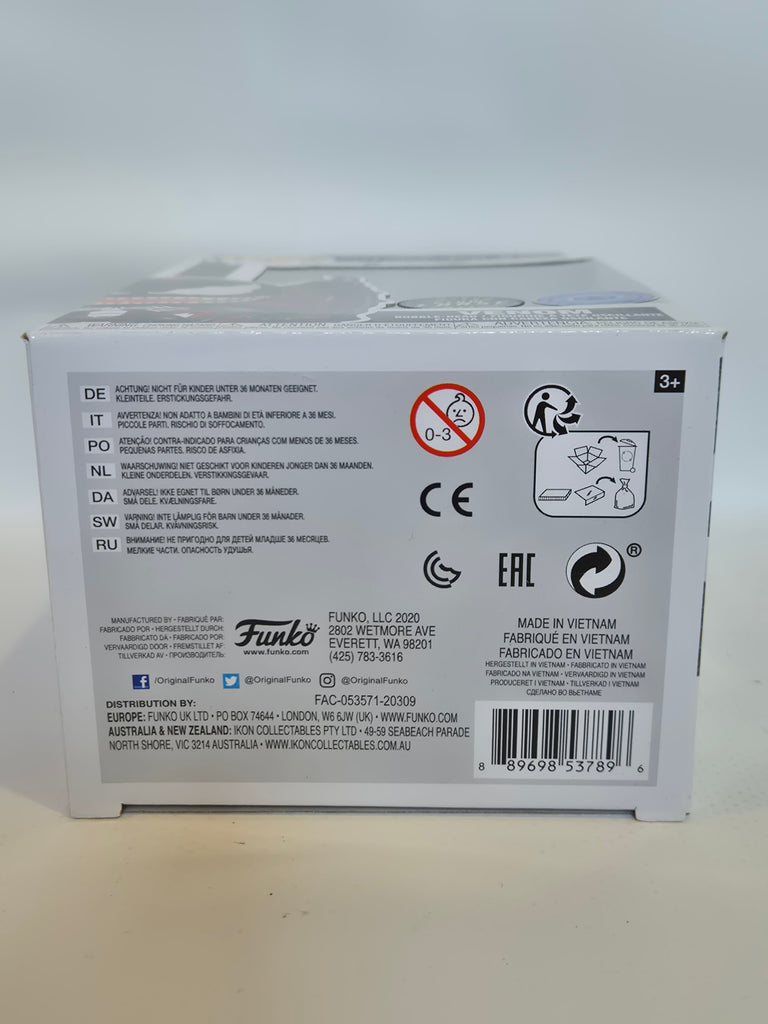 VENOM
3+
DE ACHTUNG! NICHT FÜR KINDER UNTER 36 MONATEN GEEIGNET.
KLEINTEILE. ERSTICKUNGSGEFAHR.
IT AVVERTENZA! NON ADATTO A BAMBINI DI ETÀ INFERIORE A 36 MESI.
PICCOLE PARTI. RISCHIO DI SOFFOCAMENTO.
PO ATENÇÃO! CONTRA-INDICADO PARA CRIANÇAS COM MENOS DE 36 MESES.
PEQUENAS PARTES. RISCO DE ASFIXIA.
NL WAARSCHUWING! NIET GESCHIKT VOOR KINDEREN JONGER DAN 36 MAANDEN.
KLEINE ONDERDELEN. VERSTIKKINGSGEVAAR.
DA ADVARSEL! IKKE EGNET TIL BØRN UNDER 36 MÅNEDER.
SMÅ DELE. KVÆLNINGSFARE.
SW VARNING! INTE LÄMPLIG FÖR BARN UNDER 36 MÅNADER.
SMÅ DELAR. KVÄVNINGSRISK.
RU ВНИМАНИЕ! НЕ ПРИГОДНО ДЛЯ ДЕТЕЙ МЛАДШЕ 36 МЕСЯЦЕВ.
МЕЛКИЕ ЧАСТИ. ОПАСНОСТЬ УДУШЬЯ.
0-3
CE
EAC
®
MANUFACTURED BY • FABRIQUÉ PAR:
FABRICADO POR • HERGESTELLT DURCH:
FABBRICATO DA • FABRICADO POR:
VERVAARDIGD DOOR • FREMSTILLET AF:
TILLVERKAD AV • ПРОИЗВОДИТЕЛЬ:
Funko
www.funko.com
FUNKO, LLC 2020
2802 WETMORE AVE
EVERETT, WA 98201
(425) 783-3616
/OriginalFunko @OriginalFunko @OriginalFunko
FAC-053571-20309
DISTRIBUTION BY:
EUROPE: FUNKO UK LTD • PO BOX 74644 • LONDON, W6 6JW (UK) • WWW.FUNKO.COM
AUSTRALIA & NEW ZEALAND: IKON COLLECTABLES PTY LTD • 49-59 SEABEACH PARADE
NORTH SHORE, VIC 3214 AUSTRALIA • WWW.IKONCOLLECTABLES.COM.AU
MADE IN VIETNAM
FABRIQUÉ EN VIETNAM
FABRICADO EN VIETNAM
HERGESTELLT IN VIETNAM • FABBRICATO IN VIETNAM
FABRICADO NA VIETNAM • VERVAARDIGD IN VIETNAM
PRODUCERET I VIETNAM • TILLVERKAD I VIETNAM
СДЕЛАНО ВО ВЬЕТНАМЕ
8 89698 53789 6